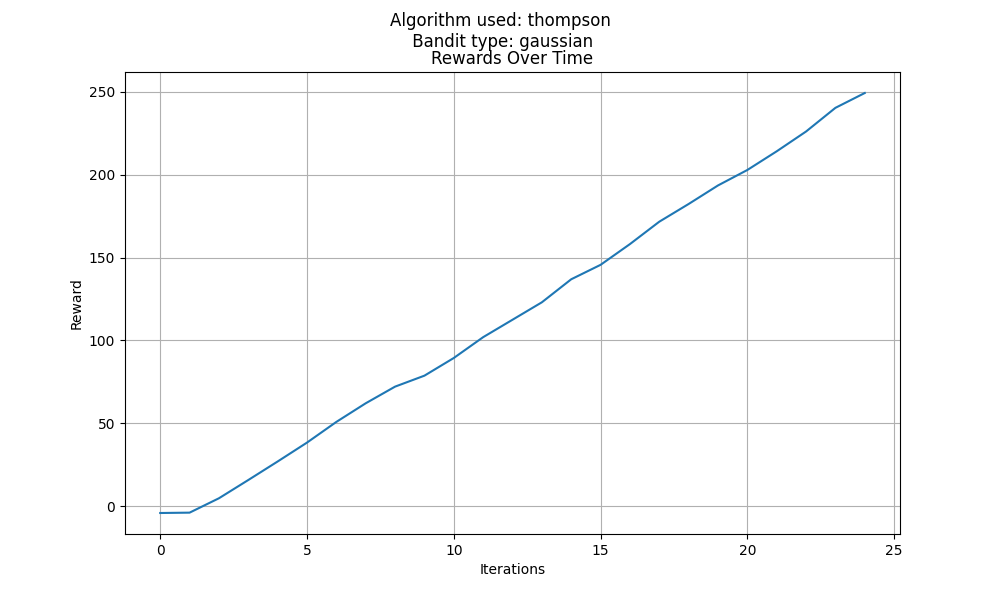 Algorithm used: thompson
Bandit type: gaussian
Rewards Over Time
250
200
150
100
50
0
Reward
0 5 10 15 20 25
Iterations